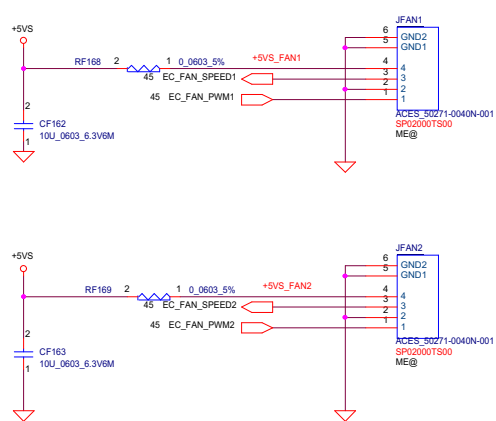 JFAN1
+5VS
6
GND2
5
GND1
RF168 2 1 0_0603_5% +5VS_FAN1
4 4
3 3
45 EC_FAN_SPEED1
2 2
45 EC_FAN_PWM1
1 1
2
ACES_50271-0040N-001
CF162
SP02000TS00
10U_0603_6.3V6M
ME@
1
JFAN2
+5VS
6
GND2
5
GND1
RF169 2 1 0_0603_5% +5VS_FAN2
4 4
3 3
45 EC_FAN_SPEED2
2 2
45 EC_FAN_PWM2
1 1
2
ACES_50271-0040N-001
CF163
SP02000TS00
10U_0603_6.3V6M
ME@
1